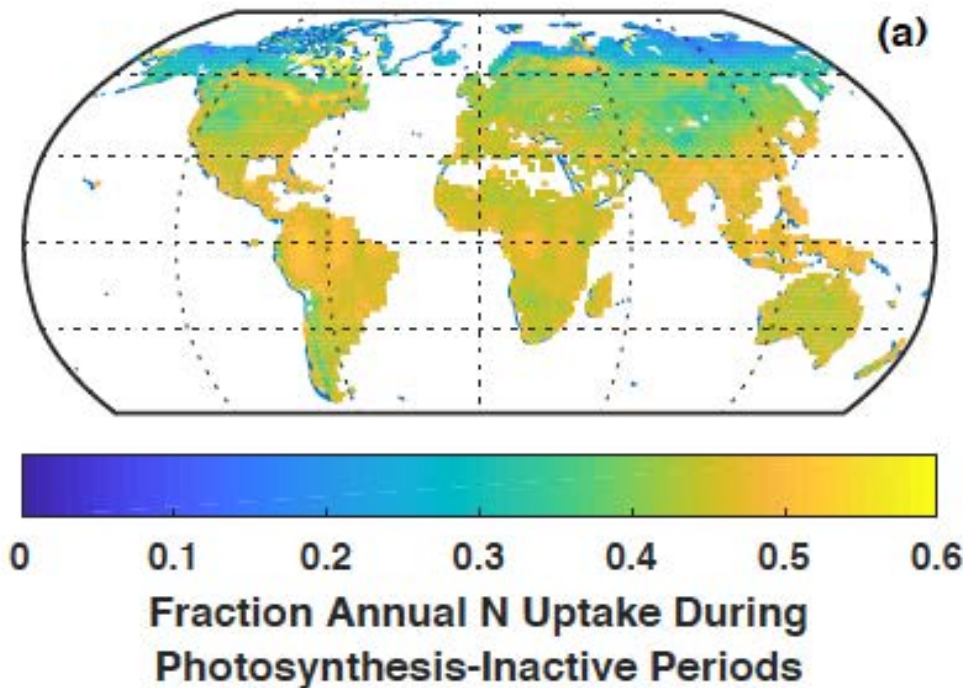 (a)
0 0.1 0.2 0.3 0.4 0.5 0.6
Fraction Annual N Uptake During
Photosynthesis-Inactive Periods